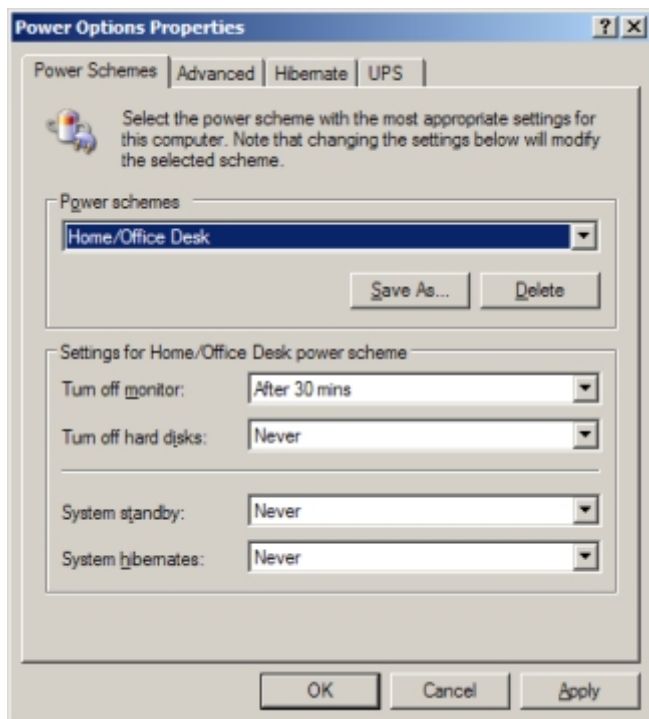 Power Options Properties
Power Schemes Advanced Hibernate UPS
Select the power scheme with the most appropriate settings for
this computer. Note that changing the settings below will modify
the selected scheme.
Power schemes
Home/Office Desk
Save As... Delete
Settings for Home/Office Desk power scheme
Turn off monitor: After 30 mins
Turn off hard disks: Never
System standby: Never
System hibernates: Never
OK Cancel Apply